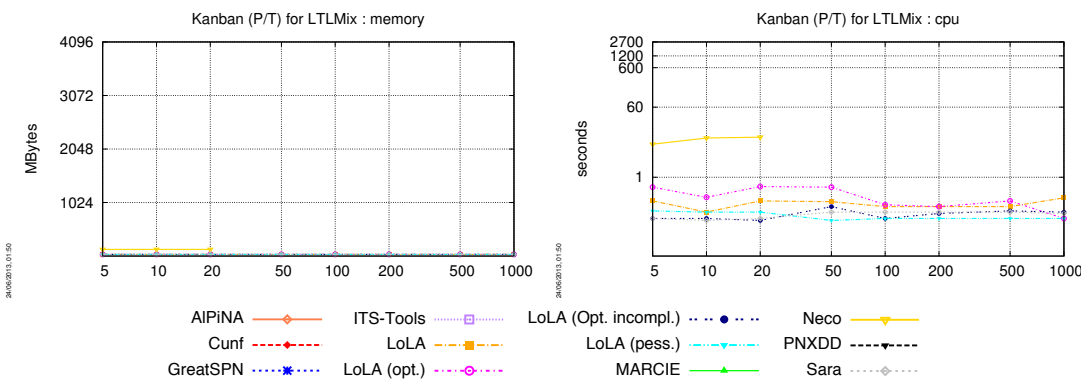 Kanban (P/T) for LTLMix : memory
4096
3072
2048
1024
MBytes
5 10 20 50 100 200 500 1000
24/06/2013, 01:50
Kanban (P/T) for LTLMix : cpu
2700
1200
600
60
1
seconds
5 10 20 50 100 200 500 1000
24/06/2013, 01:50
AlPiNA
Cunf
GreatSPN
ITS-Tools
LoLA
LoLA (opt.)
LoLA (Opt. incompl.)
LoLA (pess.)
MARCIE
Neco
PNXDD
Sara